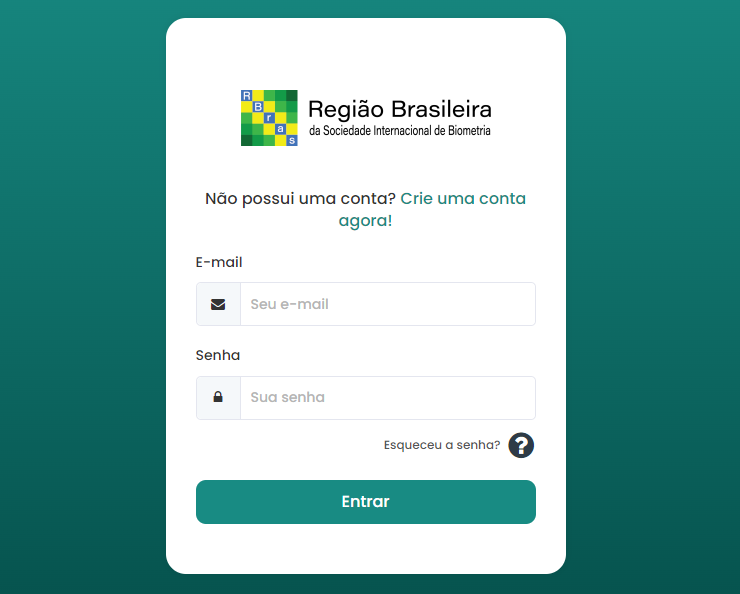 R
B
r
a
s
Região Brasileira
da Sociedade Internacional de Biometria
Não possui uma conta? Crie uma conta
agora!
E-mail
Seu e-mail
Senha
Sua senha
Esqueceu a senha? ?
Entrar